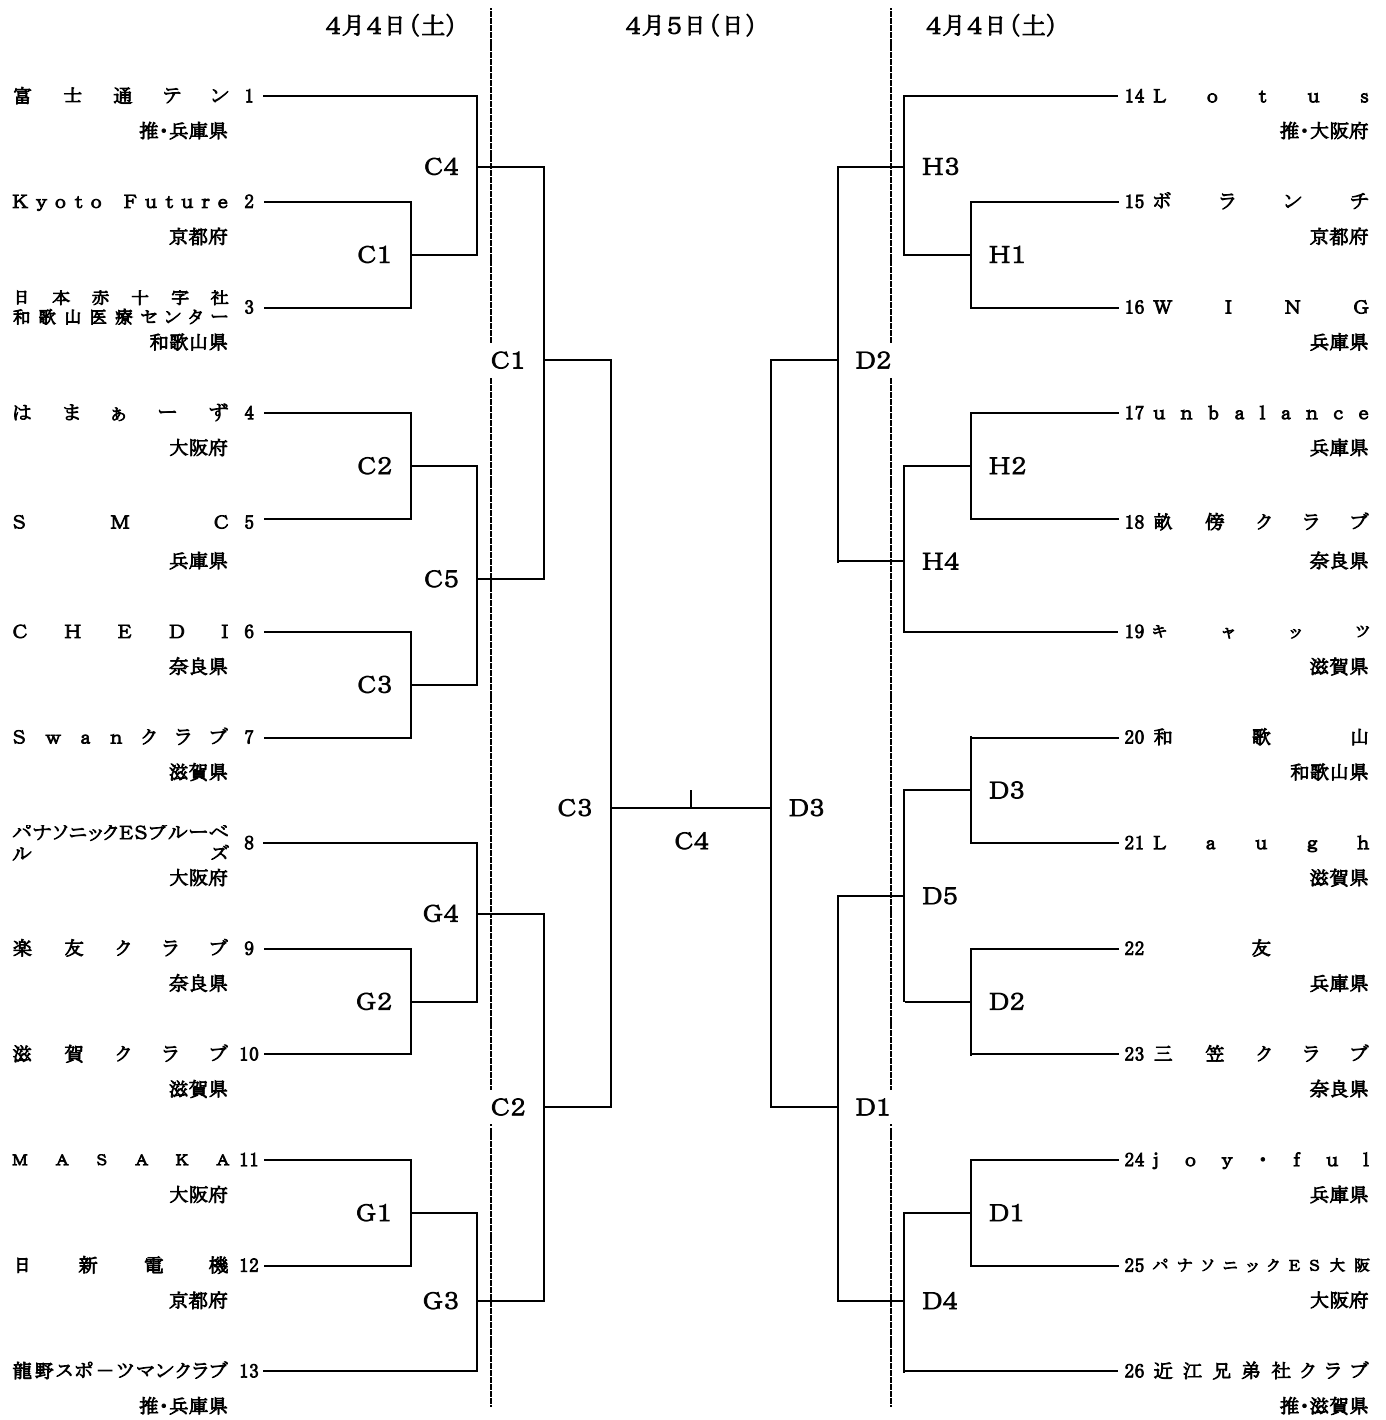 4月4日(土)
4月5日(日)
4月4日(土)
富士通テン 1
推・兵庫県
C4
Kyoto Future 2
京都府
C1
日本赤十字社
和歌山医療センター 3
和歌山県
C1
はまぁーず 4
大阪府
C2
SMC 5
兵庫県
C5
CHEDI 6
奈良県
C3
Swanクラブ 7
滋賀県
パナソニックESブルーベ
ルズ 8
大阪府
G4
楽友クラブ 9
奈良県
G2
滋賀クラブ 10
滋賀県
C2
MASAKA 11
大阪府
G1
日新電機 12
京都府
G3
龍野スポーツマンクラブ 13
推・兵庫県
C3
C4
D3
14 Lotus
推・大阪府
H3
15 ボランチ
京都府
H1
16 WING
兵庫県
D2
17 unbalance
兵庫県
H2
18 畝傍クラブ
奈良県
H4
19 キャッツ
滋賀県
20 和歌山
和歌山県
D3
21 Laugh
滋賀県
D5
22 友
兵庫県
D2
23 三笠クラブ
奈良県
D1
24 joy・ful
兵庫県
D1
25 パナソニックES大阪
大阪府
D4
26 近江兄弟社クラブ
推・滋賀県